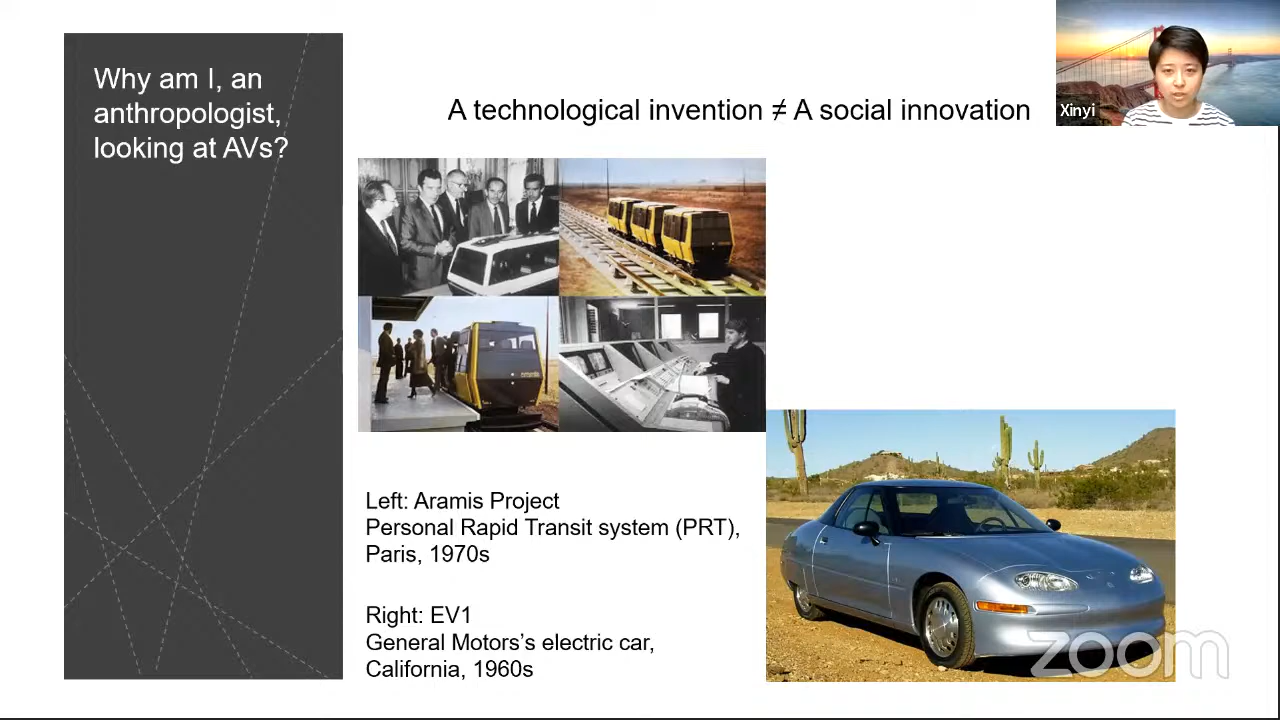 Why am I, an
anthropologist,
looking at AVs?
A technological invention ≠ A social innovation
Xinyi
Left: Aramis Project
Personal Rapid Transit system (PRT),
Paris, 1970s
Right: EV1
General Motors's electric car,
California, 1960s
zoom